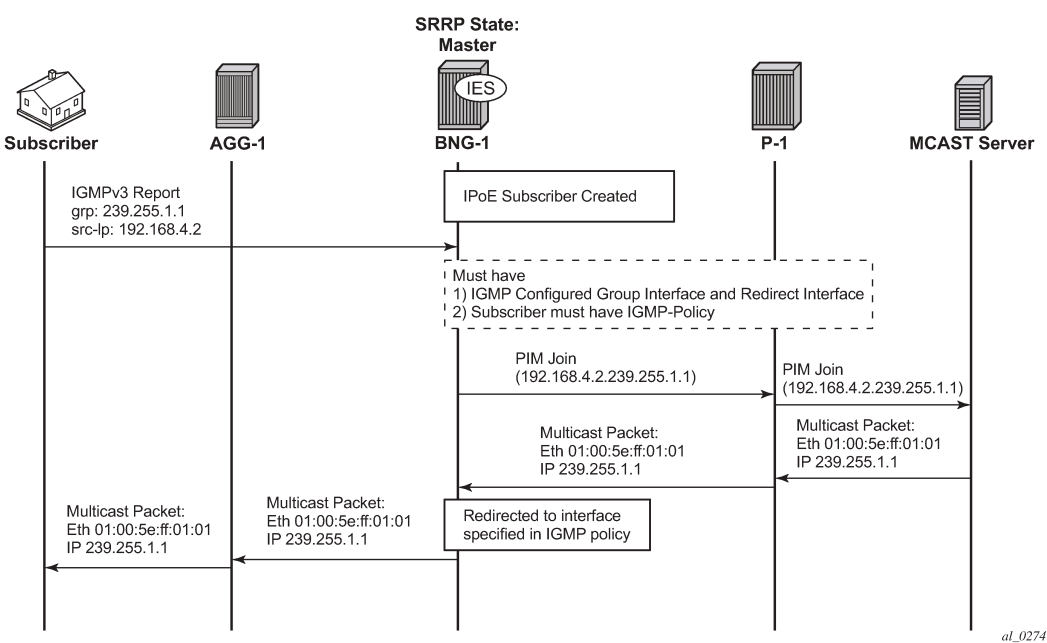 SRRP State:
Master
IES
Subscriber
AGG-1
BNG-1
P-1
MCAST Server
IGMPv3 Report
grp: 239.255.1.1
src-lp: 192.168.4.2
IPoE Subscriber Created
Must have
1) IGMP Configured Group Interface and Redirect Interface
2) Subscriber must have IGMP-Policy
PIM Join
(192.168.4.2.239.255.1.1)
PIM Join
(192.168.4.2.239.255.1.1)
Multicast Packet:
Eth 01:00:5e:ff:01:01
IP 239.255.1.1
Multicast Packet:
Eth 01:00:5e:ff:01:01
IP 239.255.1.1
Redirected to interface
specified in IGMP policy
Multicast Packet:
Eth 01:00:5e:ff:01:01
IP 239.255.1.1
Multicast Packet:
Eth 01:00:5e:ff:01:01
IP 239.255.1.1
al_0274